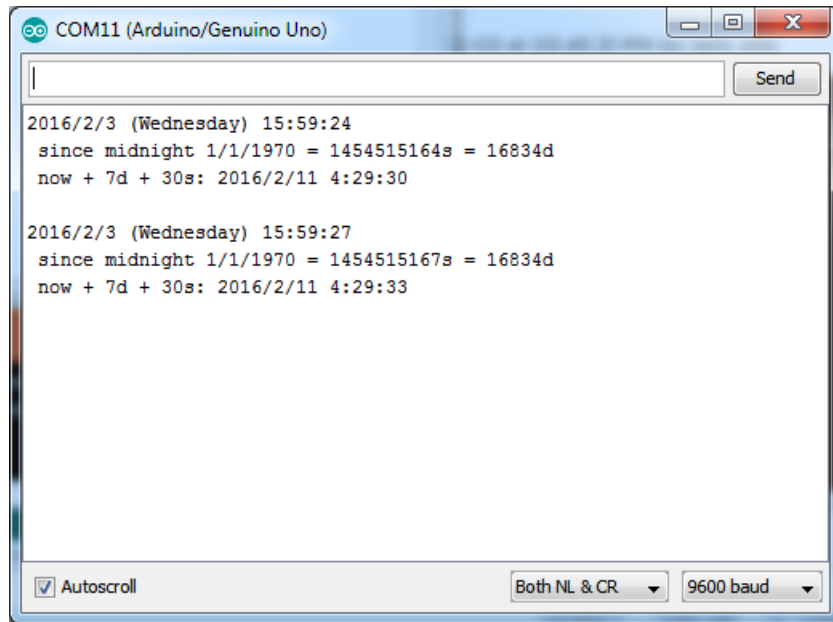 COM11 (Arduino/Genuino Uno)
Send
2016/2/3 (Wednesday) 15:59:24
since midnight 1/1/1970 = 1454515164s = 16834d
now + 7d + 30s: 2016/2/11 4:29:30
2016/2/3 (Wednesday) 15:59:27
since midnight 1/1/1970 = 1454515167s = 16834d
now + 7d + 30s: 2016/2/11 4:29:33
Autoscroll
Both NL & CR
9600 baud